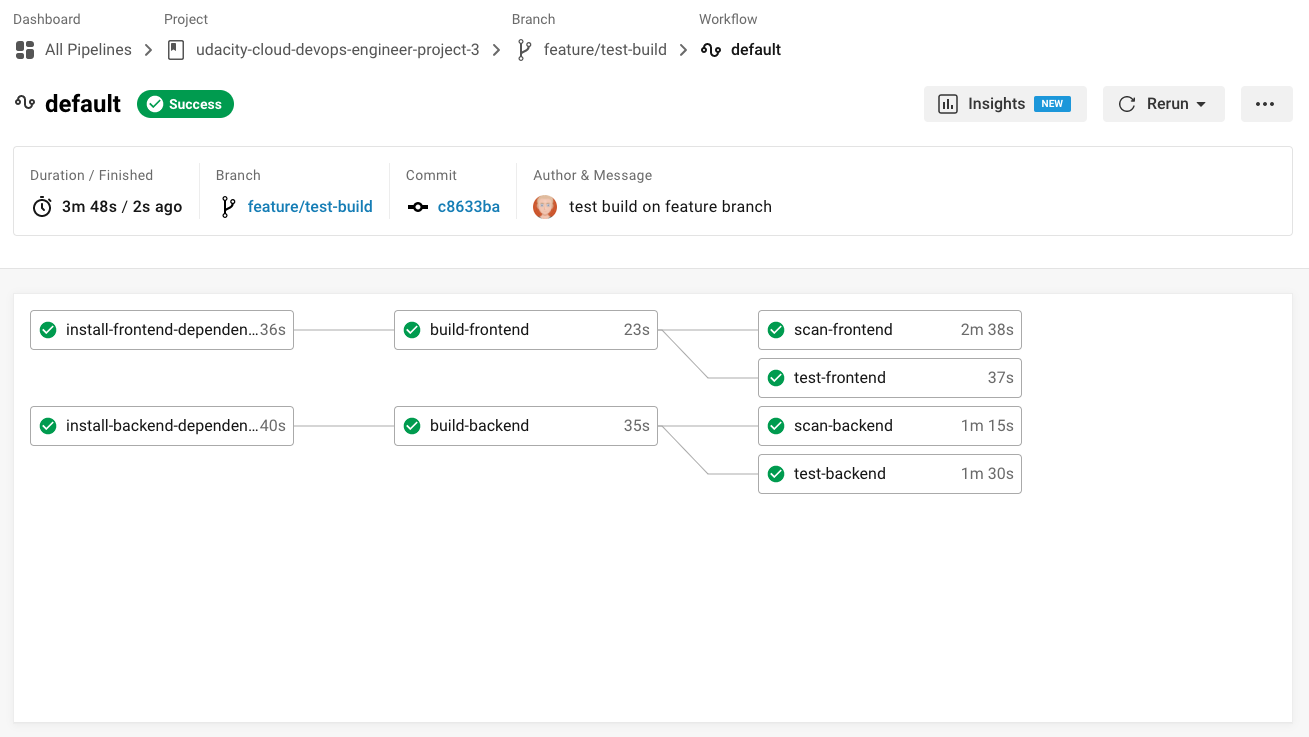 Dashboard Project Branch Workflow
All Pipelines udacity-cloud-devops-engineer-project-3 feature/test-build default
default Success Insights NEW Rerun
Duration / Finished Branch Commit Author & Message
3m 48s / 2s ago feature/test-build c8633ba test build on feature branch
install-frontend-dependen... 36s build-frontend 23s scan-frontend 2m 38s
test-frontend 37s
install-backend-dependen... 40s build-backend 35s scan-backend 1m 15s
test-backend 1m 30s